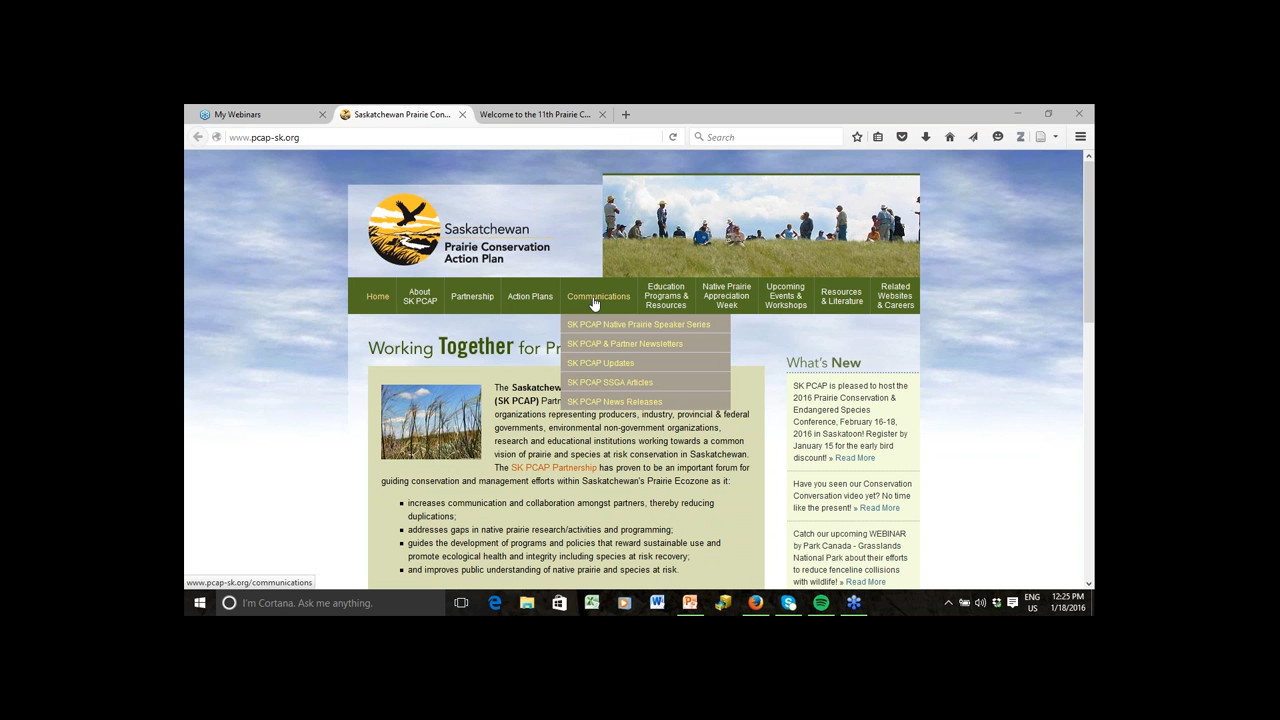 My Webinars
Saskatchewan Prairie Con...
Welcome to the 11th Prairie C...
www.pcap-sk.org
Search
Saskatchewan
Prairie Conservation
Action Plan
Home
About
SK PCAP
Partnership
Action Plans
Communications
Education
Programs &
Resources
Native Prairie
Appreciation
Week
Upcoming
Events &
Workshops
Resources
& Literature
Related
Websites
& Careers
SK PCAP Native Prairie Speaker Series
SK PCAP & Partner Newsletters
SK PCAP Updates
SK PCAP SSGA Articles
SK PCAP News Releases
Working Together for Pr
The Saskatchew
(SK PCAP) Partn
organizations representing producers, industry, provincial & federal
governments, environmental non-government organizations,
research and educational institutions working towards a common
vision of prairie and species at risk conservation in Saskatchewan.
The SK PCAP Partnership has proven to be an important forum for
guiding conservation and management efforts within Saskatchewan's Prairie Ecozone as it:
increases communication and collaboration amongst partners, thereby reducing
duplications;
addresses gaps in native prairie research/activities and programming;
guides the development of programs and policies that reward sustainable use and
promote ecological health and integrity including species at risk recovery;
and improves public understanding of native prairie and species at risk.
What's New
SK PCAP is pleased to host the
2016 Prairie Conservation &
Endangered Species
Conference, February 16-18,
2016 in Saskatoon! Register by
January 15 for the early bird
discount! » Read More
Have you seen our Conservation
Conversation video yet? No time
like the present! » Read More
Catch our upcoming WEBINAR
by Park Canada - Grasslands
National Park about their efforts
to reduce fenceline collisions
with wildlife! » Read More
www.pcap-sk.org/communications
I'm Cortana. Ask me anything.
ENG
US
12:25 PM
1/18/2016